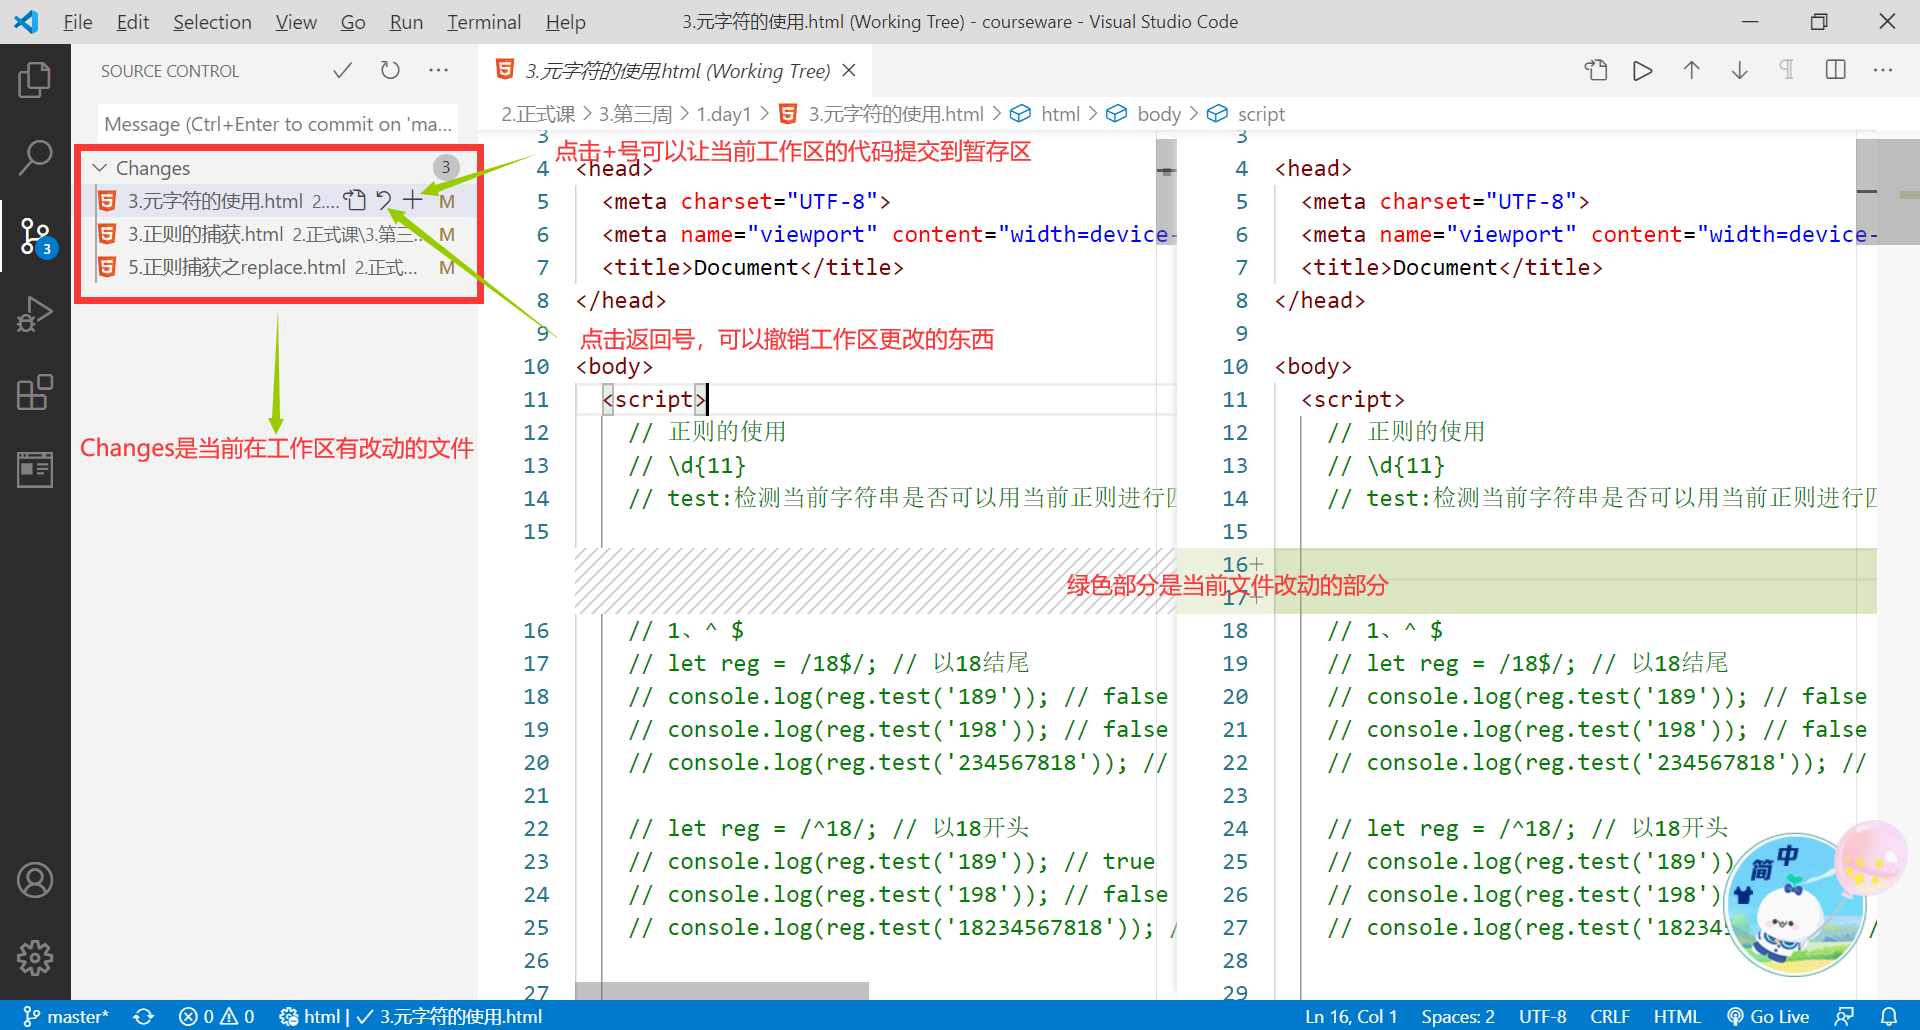 File Edit Selection View Go Run Terminal Help 3.元字符的使用.html (Working Tree) - courseware - Visual Studio Code
SOURCE CONTROL
Message (Ctrl+Enter to commit on 'ma...
Changes 3
3.元字符的使用.html 2.... M
3.正则的捕获.html 2.正式课\3.第三... M
5.正则捕获之replace.html 2.正式... M
Changes是当前在工作区有改动的文件
3
3.元字符的使用.html (Working Tree)
2.正式课 > 3.第三周 > 1.day1 > 3.元字符的使用.html > html > body > script
点击+号可以让当前工作区的代码提交到暂存区
点击返回号，可以撤销工作区更改的东西
绿色部分是当前文件改动的部分
3
4 <head>
5 <meta charset="UTF-8">
6 <meta name="viewport" content="width=device-
7 <title>Document</title>
8 </head>
9
10 <body>
11 <script>
12 // 正则的使用
13 // \d{11}
14 // test:检测当前字符串是否可以用当前正则进行匹
15
16 // 1、^ $
17 // let reg = /18$/; // 以18结尾
18 // console.log(reg.test('189')); // false
19 // console.log(reg.test('198')); // false
20 // console.log(reg.test('234567818')); //
21
22 // let reg = /^18/; // 以18开头
23 // console.log(reg.test('189')); // true
24 // console.log(reg.test('198')); // false
25 // console.log(reg.test('18234567818')); /
26
27
3
4 <head>
5 <meta charset="UTF-8">
6 <meta name="viewport" content="width=device-
7 <title>Document</title>
8 </head>
9
10 <body>
11 <script>
12 // 正则的使用
13 // \d{11}
14 // test:检测当前字符串是否可以用当前正则进行匹
15
16+
17+
18 // 1、^ $
19 // let reg = /18$/; // 以18结尾
20 // console.log(reg.test('189')); // false
21 // console.log(reg.test('198')); // false
22 // console.log(reg.test('234567818')); //
23
24 // let reg = /^18/; // 以18开头
25 // console.log(reg.test('189')
26 // console.log(reg.test('198')
27 // console.log(reg.test('18234 /
28
29
简 中
master* 0 0 html | ✓ 3.元字符的使用.html Ln 16, Col 1 Spaces: 2 UTF-8 CRLF HTML Go Live